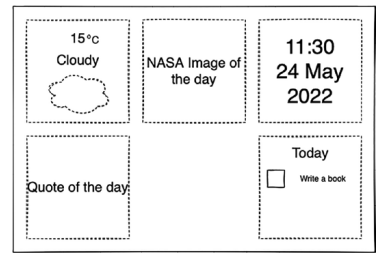 15°C
Cloudy
NASA Image of
the day
11:30
24 May
2022
Quote of the day
Today
Write a book